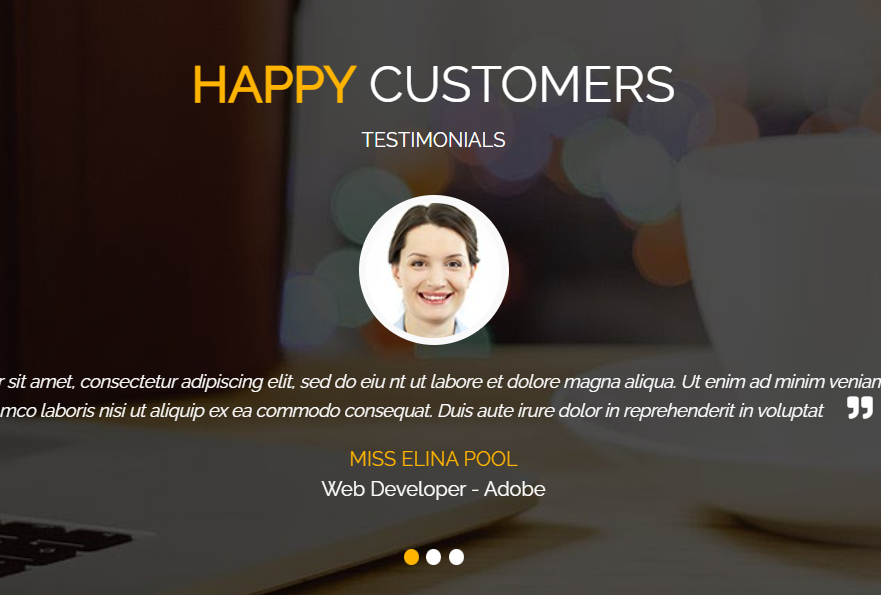 HAPPY CUSTOMERS
TESTIMONIALS
r sit amet, consectetur adipiscing elit, sed do eiu nt ut labore et dolore magna aliqua. Ut enim ad minim veniam
mco laboris nisi ut aliquip ex ea commodo consequat. Duis aute irure dolor in reprehenderit in voluptat ”
MISS ELINA POOL
Web Developer - Adobe